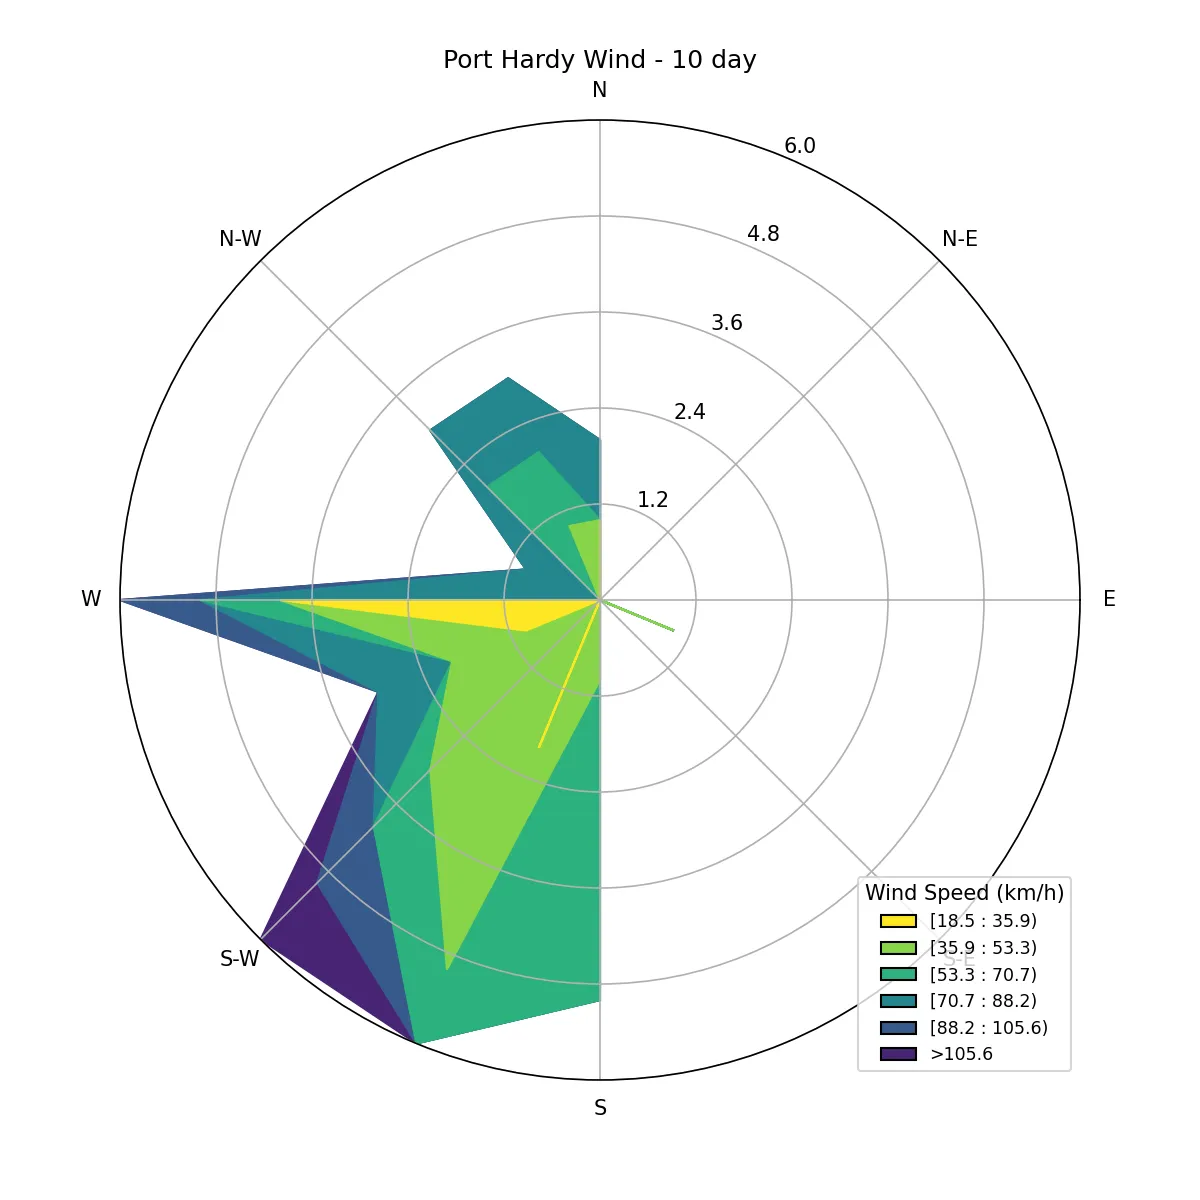 Port Hardy Wind - 10 day
N
6.0
4.8
N-W
N-E
3.6
2.4
1.2
W
E
Wind Speed (km/h)
[18.5 : 35.9)
[35.9 : 53.3)
S-W
S-E
[53.3 : 70.7)
[70.7 : 88.2)
[88.2 : 105.6)
>105.6
S